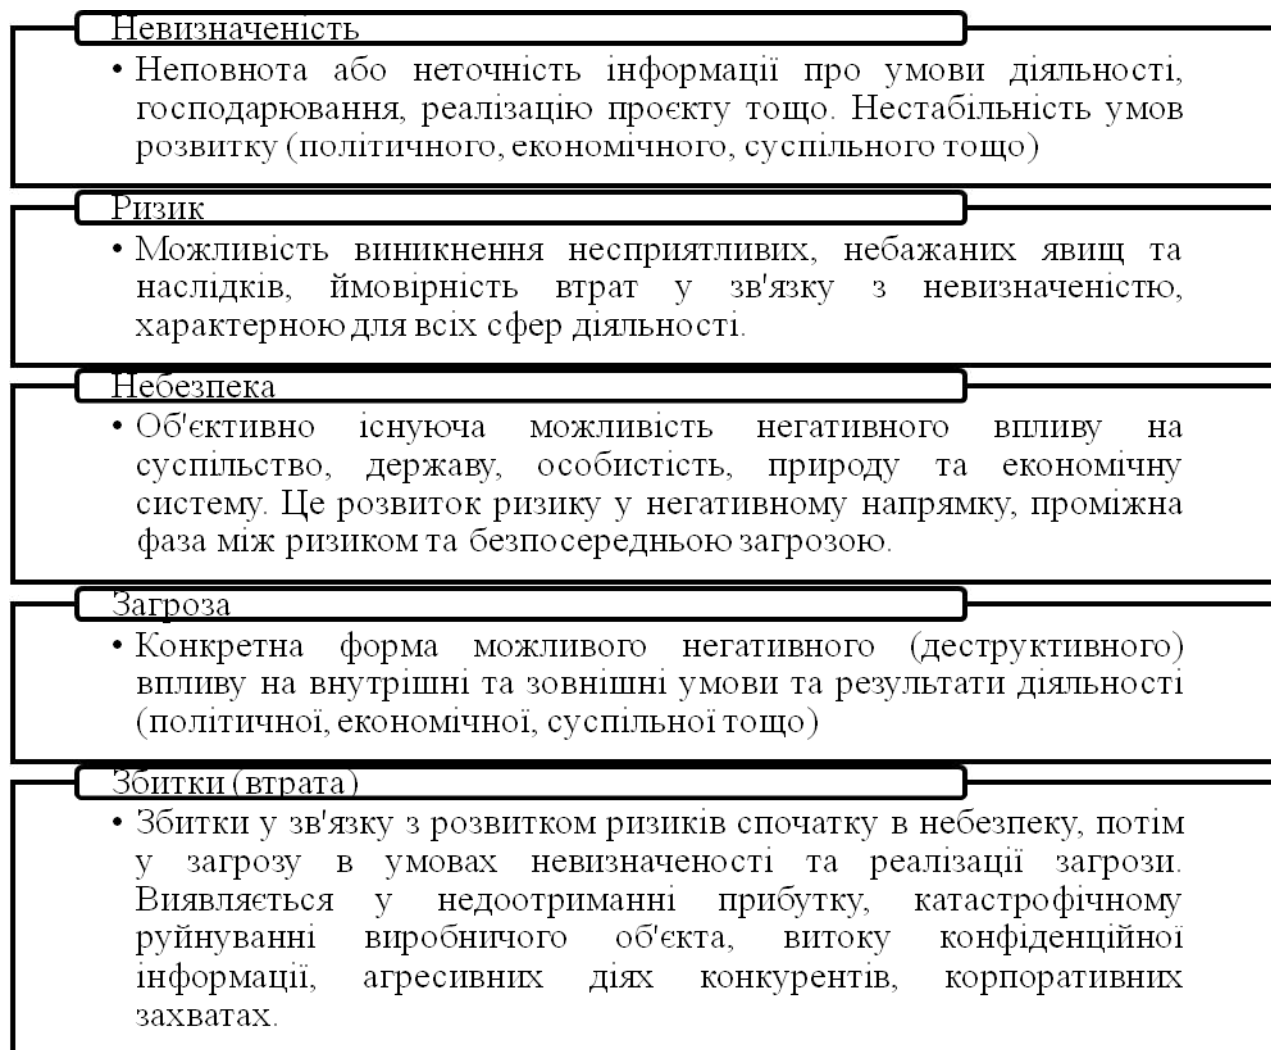 Невизначеність
• Неповнота або неточність інформації про умови діяльності,
господарювання, реалізацію проєкту тощо. Нестабільність умов
розвитку (політичного, економічного, суспільного тощо)
Ризик
• Можливість виникнення несприятливих, небажаних явищ та
наслідків, ймовірність втрат у зв'язку з невизначеністю,
характерною для всіх сфер діяльності.
Небезпека
• Об'єктивно існуюча можливість негативного впливу на
суспільство, державу, особистість, природу та економічну
систему. Це розвиток ризику у негативному напрямку, проміжна
фаза між ризиком та безпосередньою загрозою.
Загроза
• Конкретна форма можливого негативного (деструктивного)
впливу на внутрішні та зовнішні умови та результати діяльності
(політичної, економічної, суспільної тощо)
Збитки (втрата)
• Збитки у зв'язку з розвитком ризиків спочатку в небезпеку, потім
у загрозу в умовах невизначеності та реалізації загрози.
Виявляється у недоотриманні прибутку, катастрофічному
руйнуванні виробничого об'єкта, витоку конфіденційної
інформації, агресивних діях конкурентів, корпоративних
захватах.